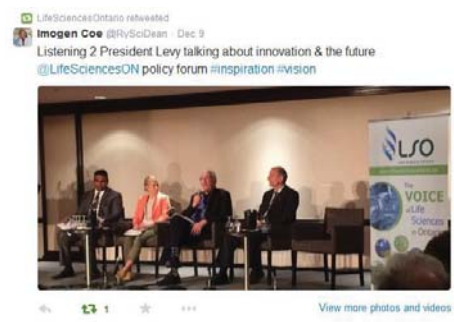 LifeSciencesOntario retweeted
Imogen Coe @RySciDean · Dec 9
Listening 2 President Levy talking about innovation & the future
@LifeSciencesON policy forum #inspiration #vision
LSO
The
VOICE
of Life
Sciences
in Ontario
1
View more photos and videos